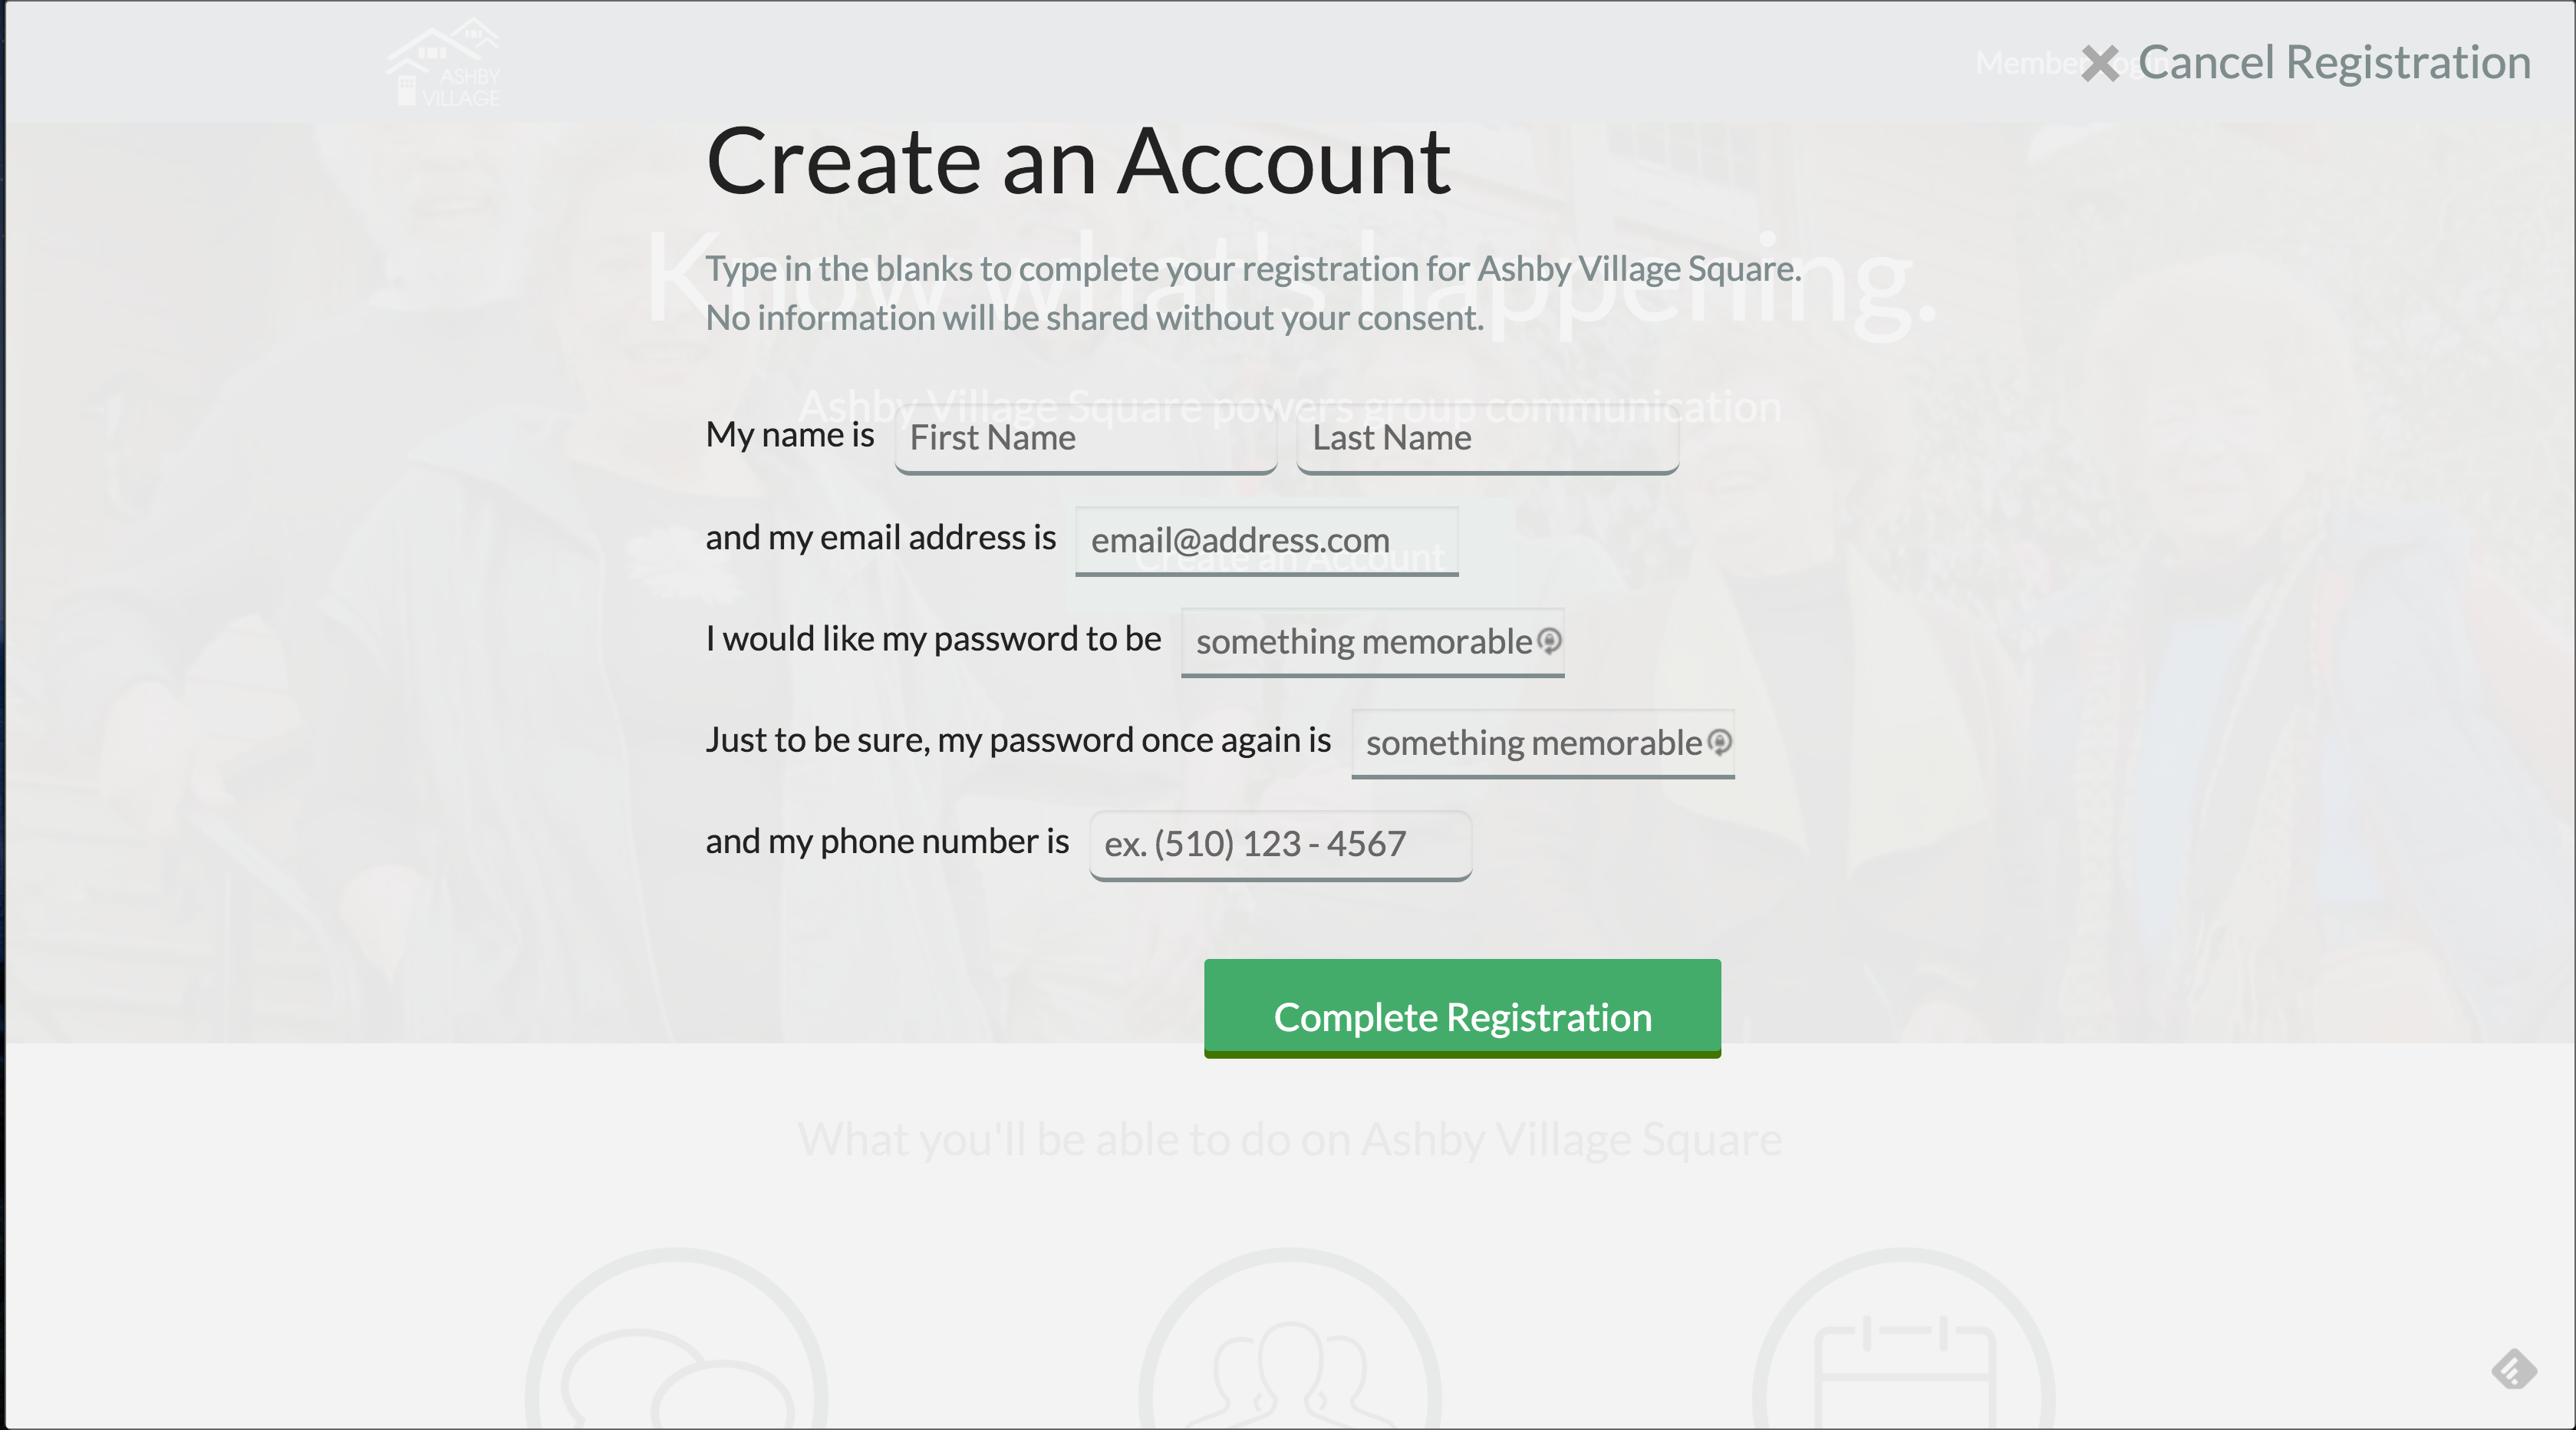 ASHBY
VILLAGE
Member Login
Cancel Registration
Create an Account
Know what's happening.
Type in the blanks to complete your registration for Ashby Village Square.
No information will be shared without your consent.
Ashby Village Square powers group communication
My name is First Name Last Name
and my email address is email@address.com
Create an Account
I would like my password to be something memorable
Just to be sure, my password once again is something memorable
and my phone number is ex. (510) 123 - 4567
Complete Registration
What you'll be able to do on Ashby Village Square